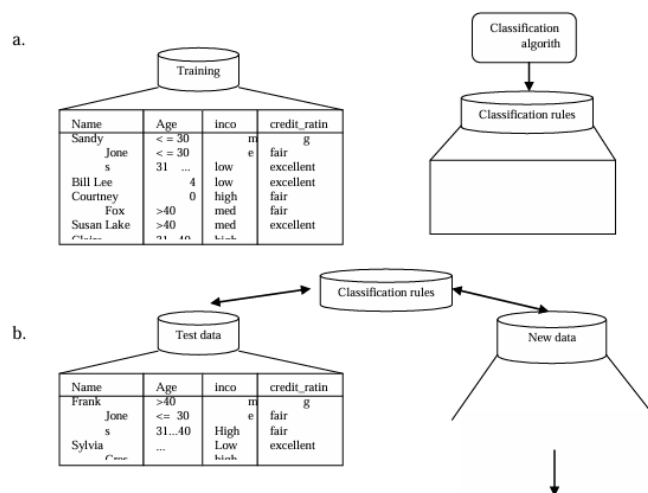 a.
Classification
algorith
Training
Classification rules
Name Age inco credit_ratin
Sandy < = 30 m g
Jone < = 30 e fair
s 31 ... low excellent
Bill Lee 4 low excellent
Courtney 0 high fair
Fox >40 med fair
Susan Lake >40 med excellent
b.
Classification rules
Test data
New data
Name Age inco credit_ratin
Frank >40 m g
Jone <= 30 e fair
s 31...40 High fair
Sylvia ... Low excellent